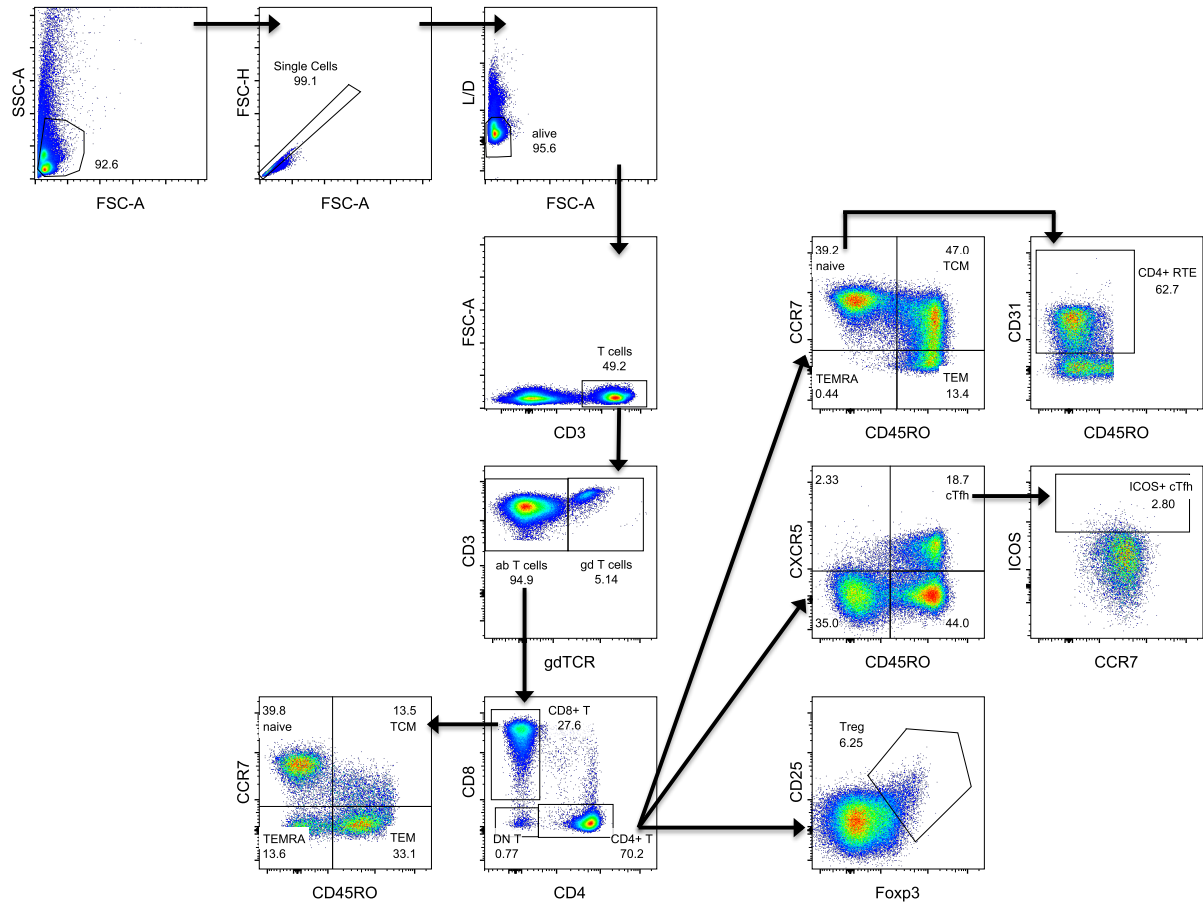 SSC-A
92.6
FSC-A
FSC-H
Single Cells
99.1
FSC-A
L/D
alive
95.6
FSC-A
FSC-A
T cells
49.2
CD3
CD3
ab T cells
94.9
gd T cells
5.14
gdTCR
CD8
CD8+ T
27.6
DN T
0.77
CD4+ T
70.2
CD4
CCR7
39.8
naive
13.5
TCM
TEMRA
13.6
TEM
33.1
CD45RO
CCR7
39.2
naive
47.0
TCM
TEMRA
0.44
TEM
13.4
CD45RO
CD31
CD4+ RTE
62.7
CD45RO
CXCR5
2.33
18.7
cTfh
35.0
44.0
CD45RO
ICOS
ICOS+ cTfh
2.80
CCR7
CD25
Treg
6.25
Foxp3